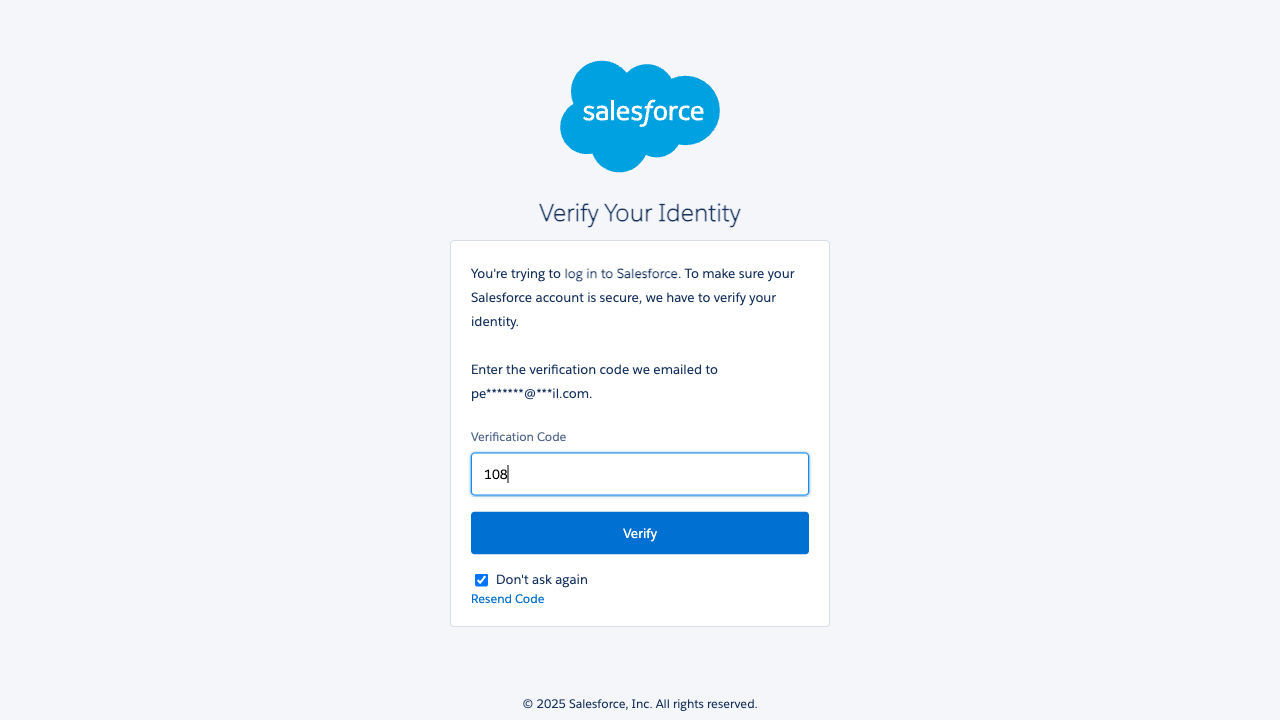 salesforce
Verify Your Identity
You're trying to log in to Salesforce. To make sure your
Salesforce account is secure, we have to verify your
identity.
Enter the verification code we emailed to
pe*******@***il.com.
Verification Code
108
Verify
Don't ask again
Resend Code
© 2025 Salesforce, Inc. All rights reserved.